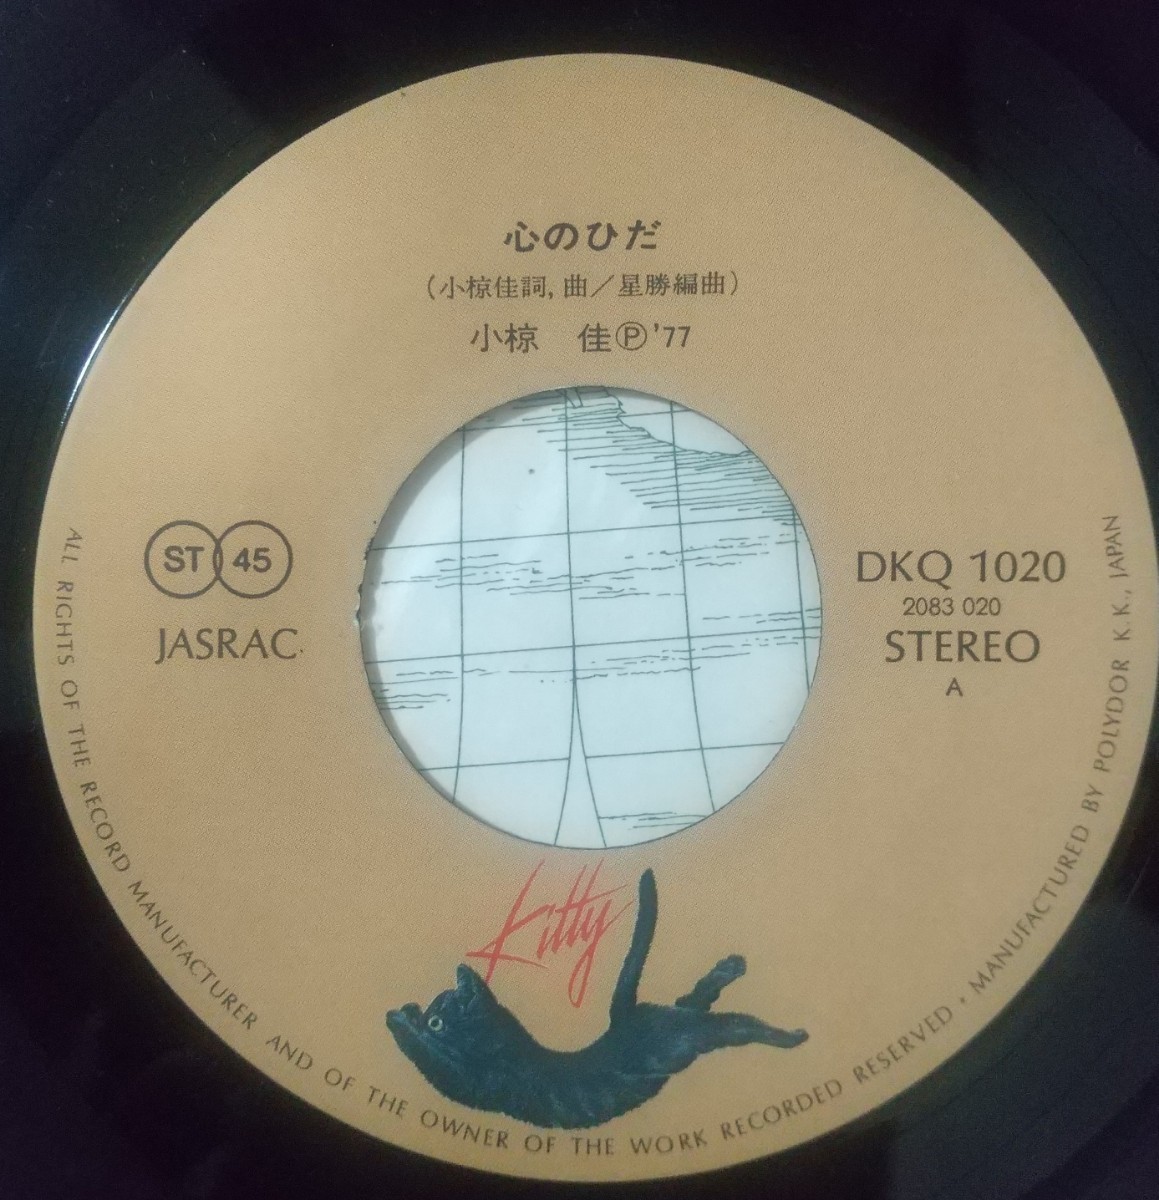 心のひだ
(小椋佳詞, 曲/星勝編曲)
小椋 佳Ⓟ'77
ST 45
JASRAC
DKQ 1020
2083 020
STEREO
A
Kitty
ALL RIGHTS OF THE RECORD MANUFACTURER AND OF THE OWNER OF THE WORK RECORDED RESERVED • MANUFACTURED BY POLYDOR K.K., JAPAN